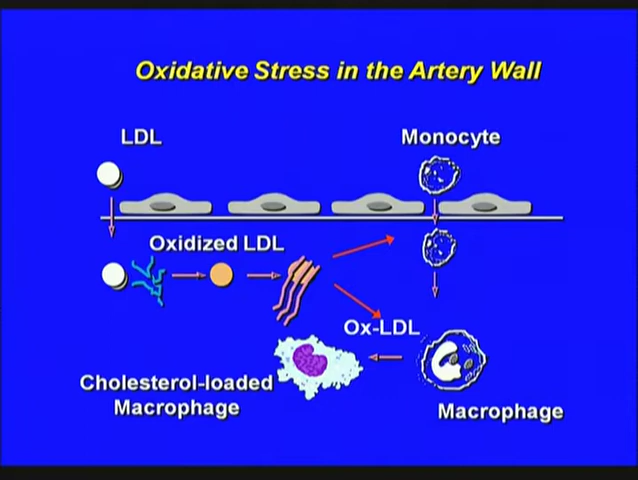 Oxidative Stress in the Artery Wall
LDL
Monocyte
Oxidized LDL
Ox-LDL
Cholesterol-loaded
Macrophage
Macrophage